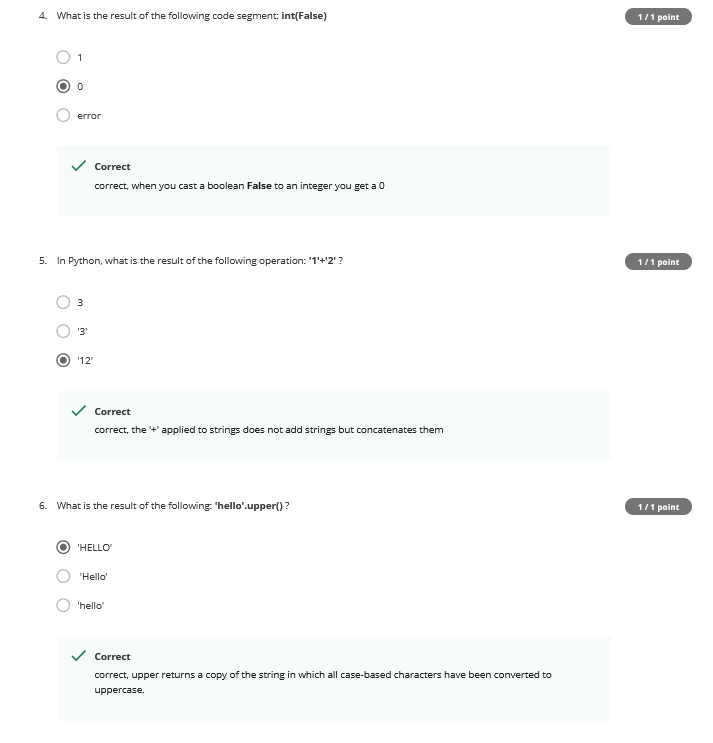 4. What is the result of the following code segment: int(False)
1 / 1 point
1
0
error
Correct
correct, when you cast a boolean False to an integer you get a 0
5. In Python, what is the result of the following operation: '1'+'2' ?
1 / 1 point
3
'3'
'12'
Correct
correct, the '+' applied to strings does not add strings but concatenates them
6. What is the result of the following: 'hello'.upper() ?
1 / 1 point
'HELLO'
'Hello'
'hello'
Correct
correct, upper returns a copy of the string in which all case-based characters have been converted to
uppercase.